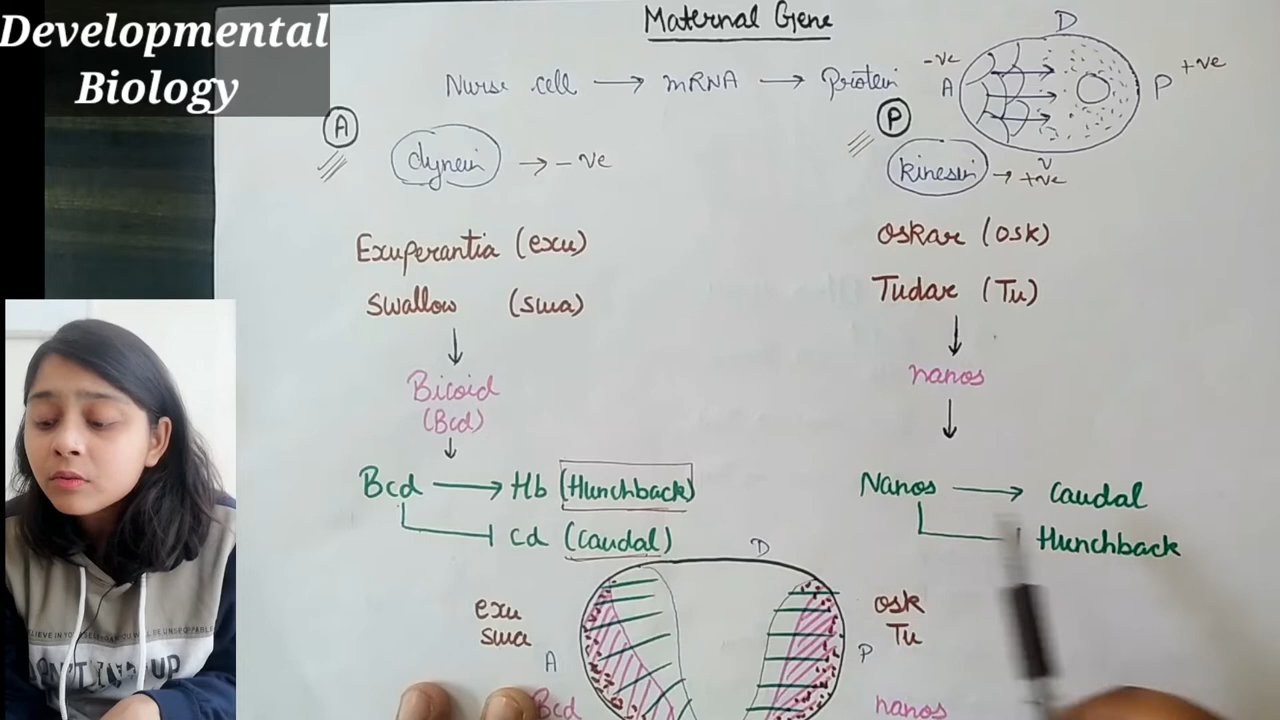 Developmental
Biology
Maternal Gene
Nurse cell → mRNA → Protein
D
-ve
A
P
+ve
v
A
dynein → -ve
P
kinesin → +ve
Exuperantia (exu)
Swallow (swa)
↓
Bicoid
(Bcd)
↓
Bcd → Hb (Hunchback)
Cd (Caudal)
Oskar (osk)
Tudar (Tu)
↓
nanos
↓
Nanos → Caudal
Hunchback
D
exu
swa
A
Bcd
osk
Tu
P
nanos